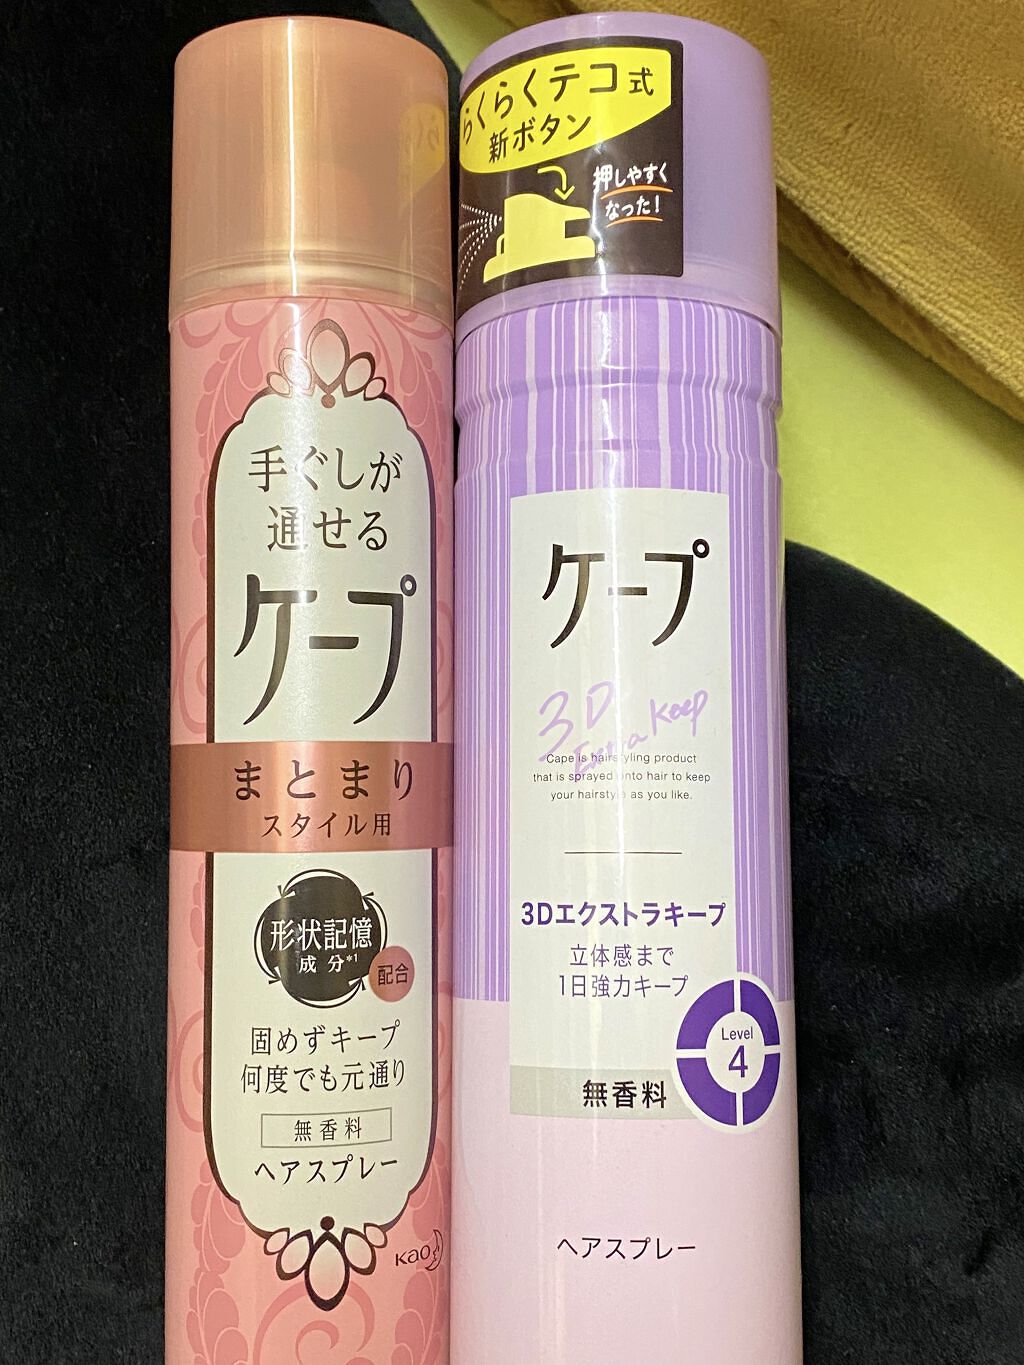 手ぐしが
通せる
ケープ
まとまり
スタイル用
形状記憶
成分*1
配合
固めずキープ
何度でも元通り
無香料
ヘアスプレー
Kao
らくらくテコ式
新ボタン
押しやすく
なった!
ケープ
3D
Extra Keep
Cape is hairstyling product
that is sprayed onto hair to keep
your hairstyle as you like.
3Dエクストラキープ
立体感まで
1日強力キープ
Level
4
無香料
ヘアスプレー